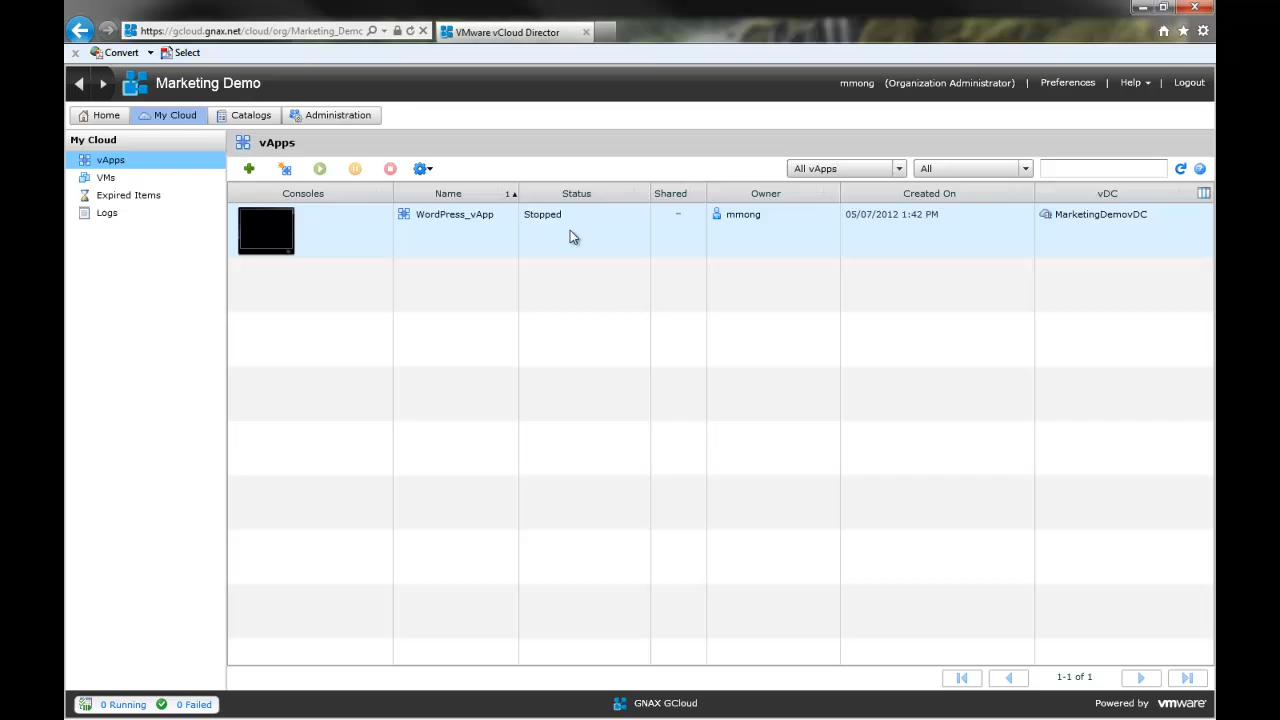 https://gcloud.gnax.net/cloud/org/Marketing_Demc
VMware vCloud Director
Convert
Select
Marketing Demo
mmong (Organization Administrator) | Preferences | Help | Logout
Home
My Cloud
Catalogs
Administration
My Cloud
vApps
VMs
Expired Items
Logs
vApps
All vApps
All
Consoles Name 1 Status Shared Owner Created On vDC
WordPress_vApp Stopped – mmong 05/07/2012 1:42 PM MarketingDemovDC
1-1 of 1
0 Running 0 Failed
GNAX GCloud
Powered by vmware